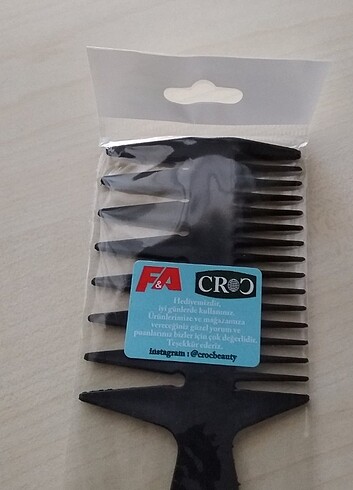 F&A CROC
Hediyemizdir,
iyi günlerde kullanınız.
Ürünlerimize ve mağazamıza
vereceğiniz güzel yorum ve
puanlarınız bizler için çok değerlidir.
Teşekkür ederiz.
instagram : @crocbeauty